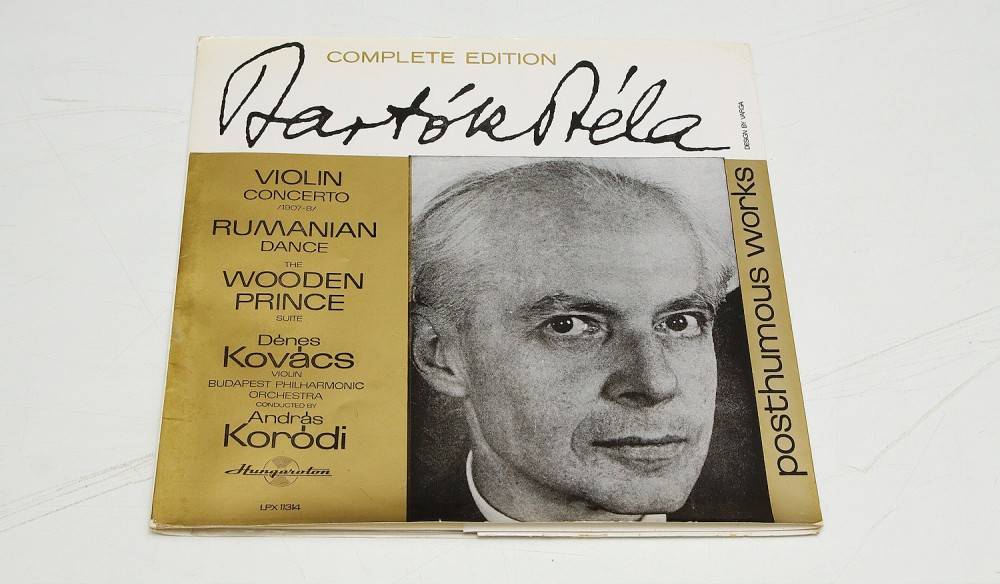 COMPLETE EDITION
Bartók Béla
DESIGN BY VARGA
VIOLIN
CONCERTO
/1907-8/
RUMANIAN
DANCE
THE
WOODEN
PRINCE
SUITE
Dénes
Kovács
VIOLIN
BUDAPEST PHILHARMONIC
ORCHESTRA
CONDUCTED BY
András
Koródi
Hungaroton
LPX 11314
posthumous works